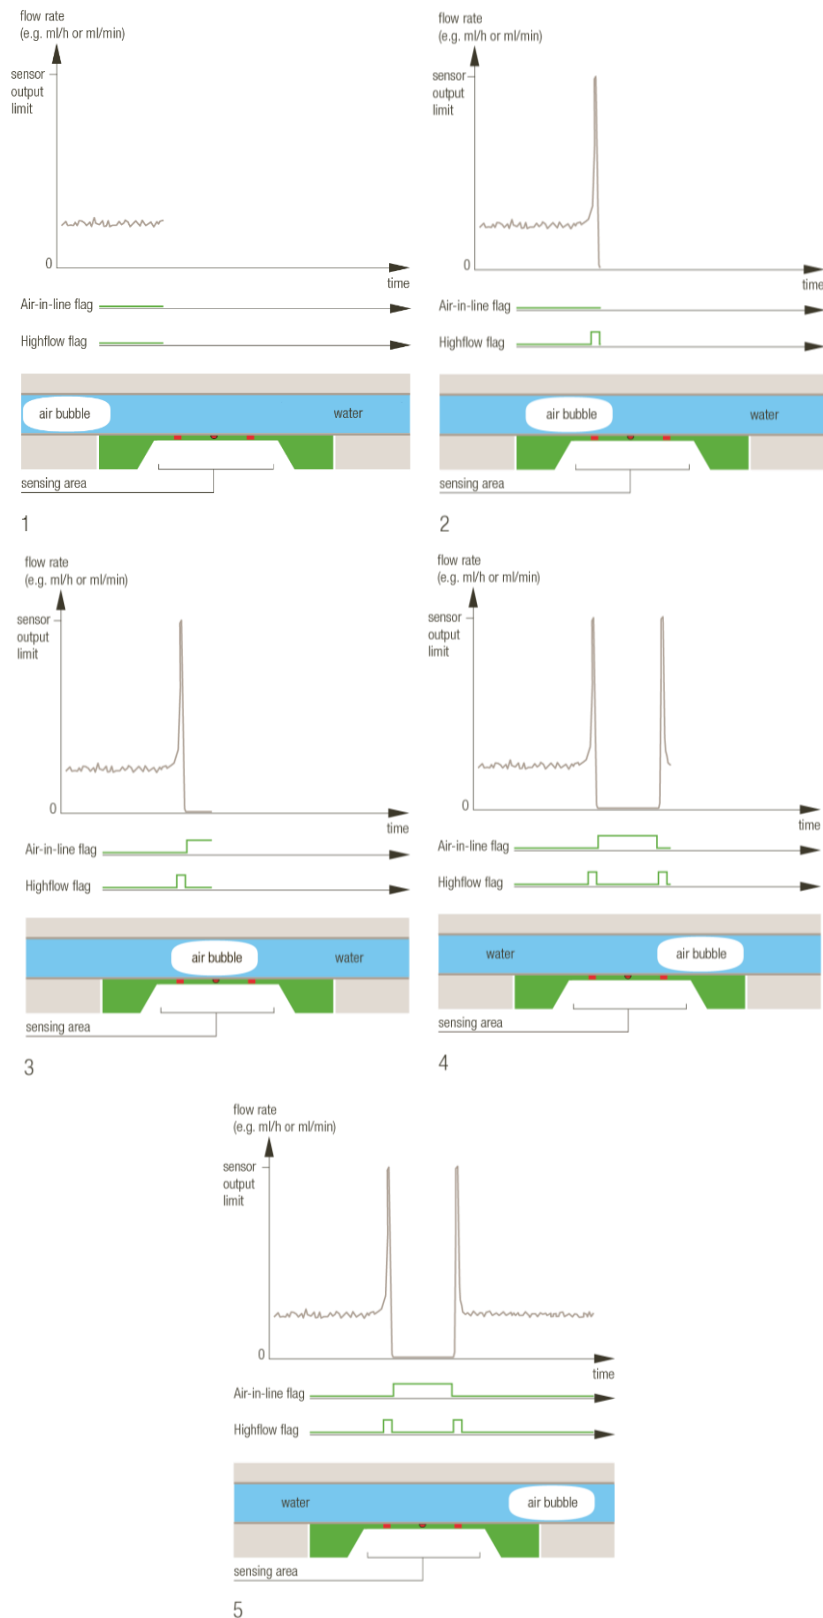 flow rate
(e.g. ml/h or ml/min)
sensor
output
limit
0
time
Air-in-line flag
Highflow flag
air bubble
water
sensing area
1
flow rate
(e.g. ml/h or ml/min)
sensor
output
limit
0
time
Air-in-line flag
Highflow flag
air bubble
water
sensing area
2
flow rate
(e.g. ml/h or ml/min)
sensor
output
limit
0
time
Air-in-line flag
Highflow flag
air bubble
water
sensing area
3
flow rate
(e.g. ml/h or ml/min)
sensor
output
limit
0
time
Air-in-line flag
Highflow flag
water
air bubble
sensing area
4
flow rate
(e.g. ml/h or ml/min)
sensor
output
limit
0
time
Air-in-line flag
Highflow flag
water
air bubble
sensing area
5